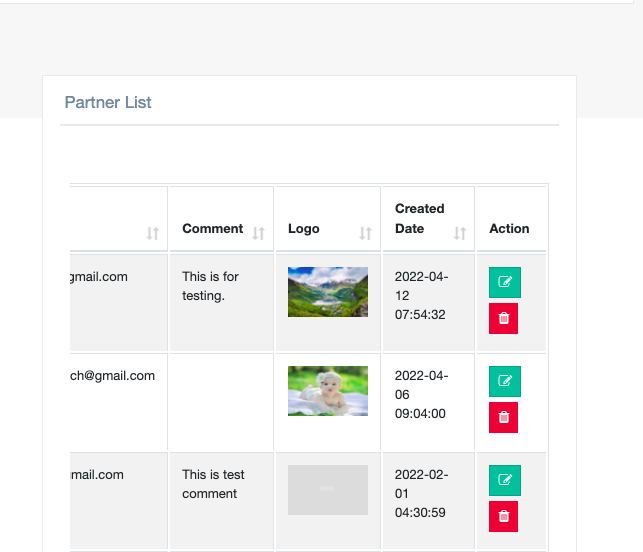 Partner List
Comment Logo Created Date Action
gmail.com This is for testing. 2022-04-12 07:54:32
ch@gmail.com 2022-04-06 09:04:00
mail.com This is test comment 2022-02-01 04:30:59